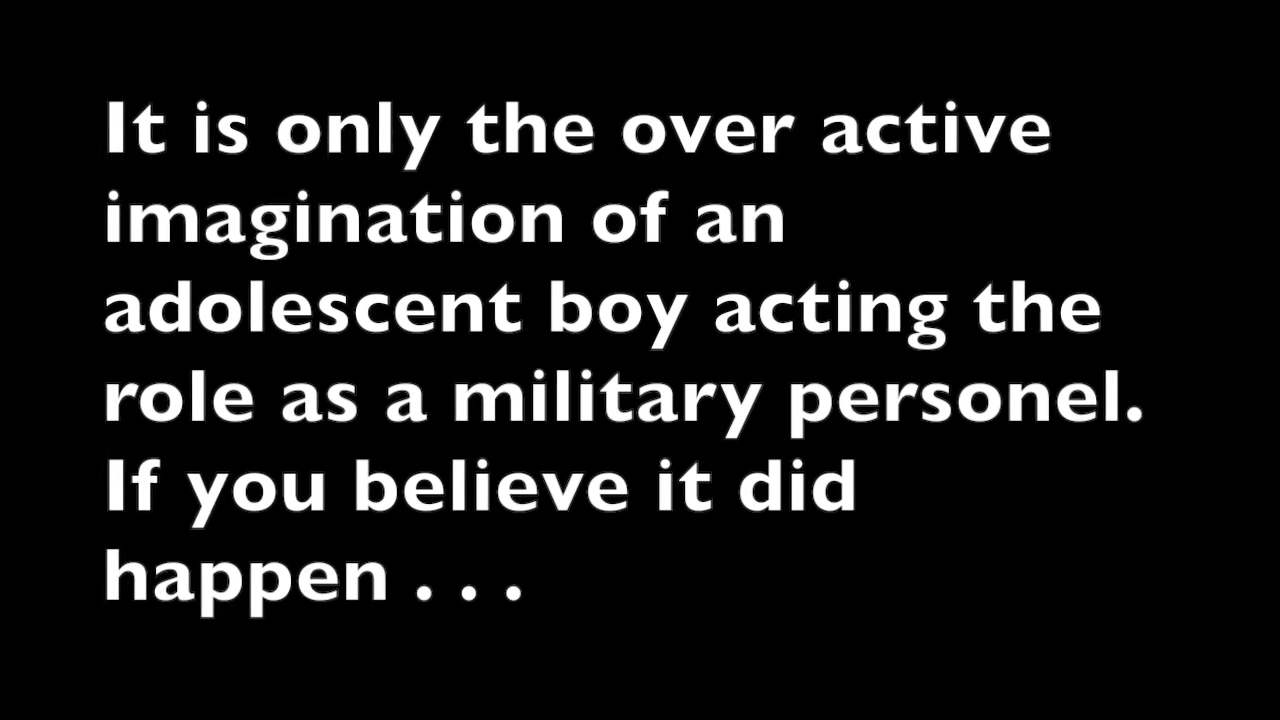 It is only the over active
imagination of an
adolescent boy acting the
role as a military personel.
If you believe it did
happen . . .